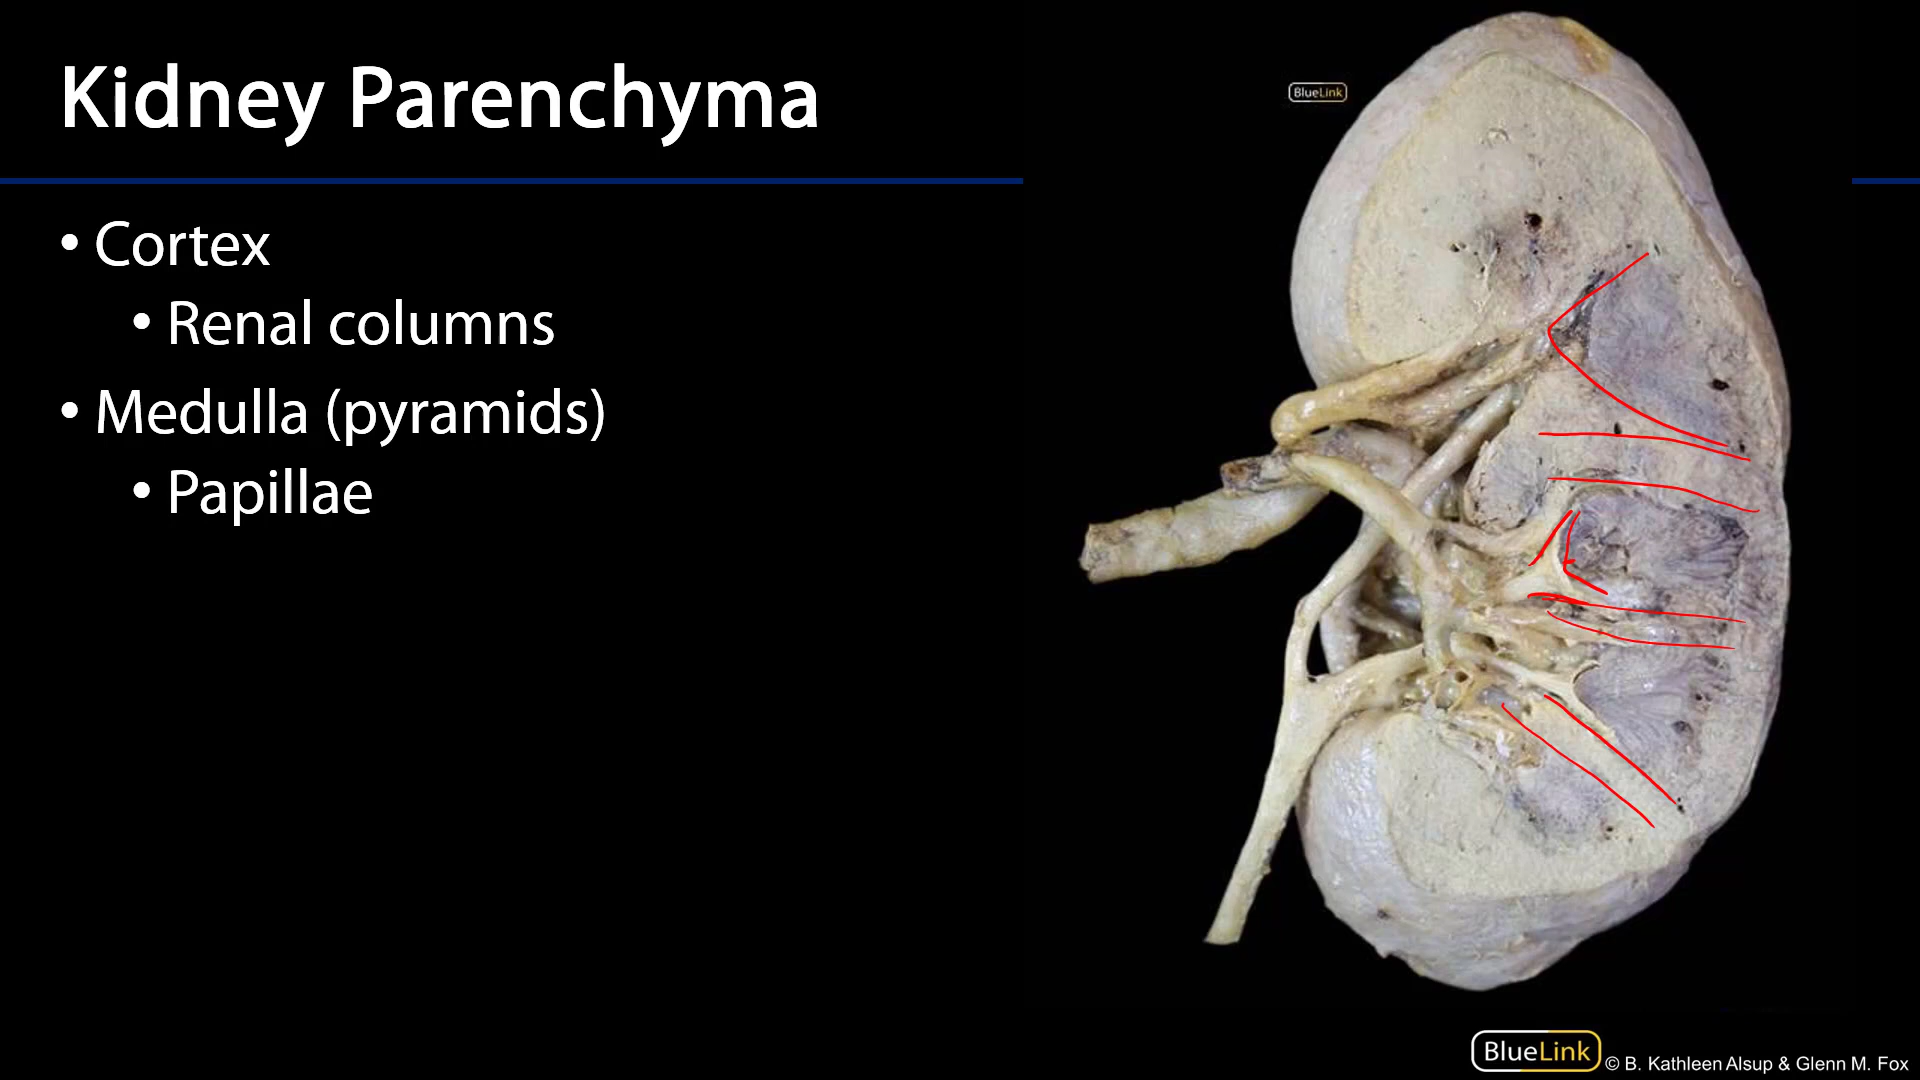 Kidney Parenchyma
BlueLink
• Cortex
• Renal columns
• Medulla (pyramids)
• Papillae
BlueLink © B. Kathleen Alsup & Glenn M. Fox